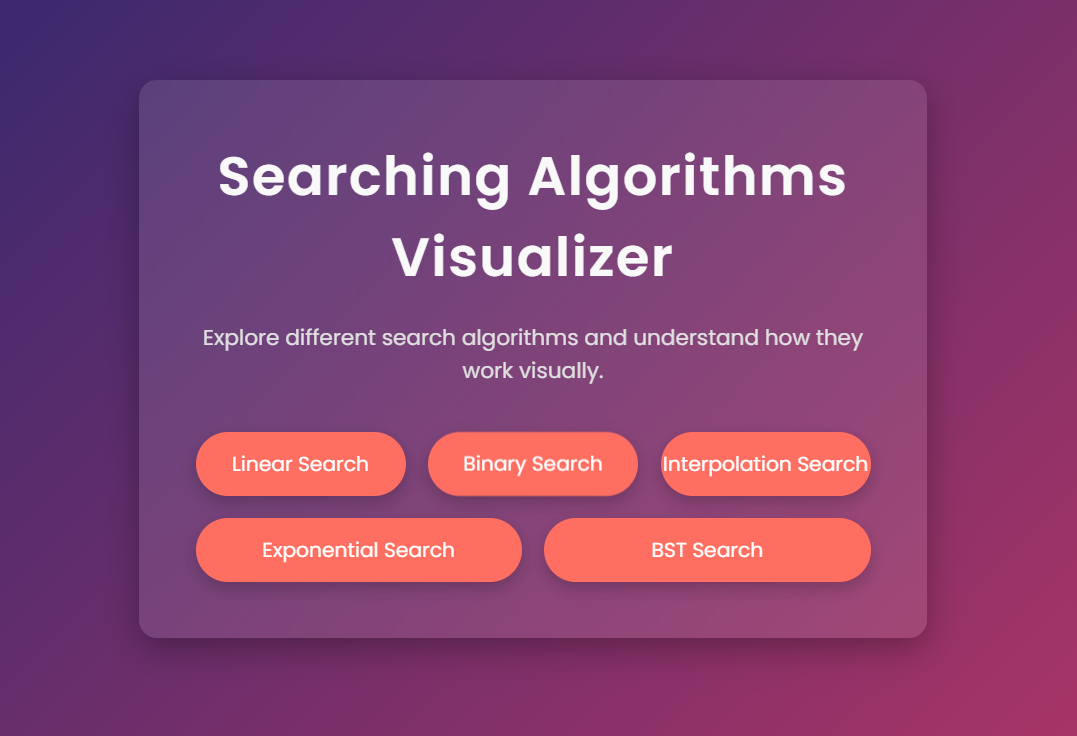 Searching Algorithms
Visualizer
Explore different search algorithms and understand how they
work visually.
Linear Search
Binary Search
Interpolation Search
Exponential Search
BST Search